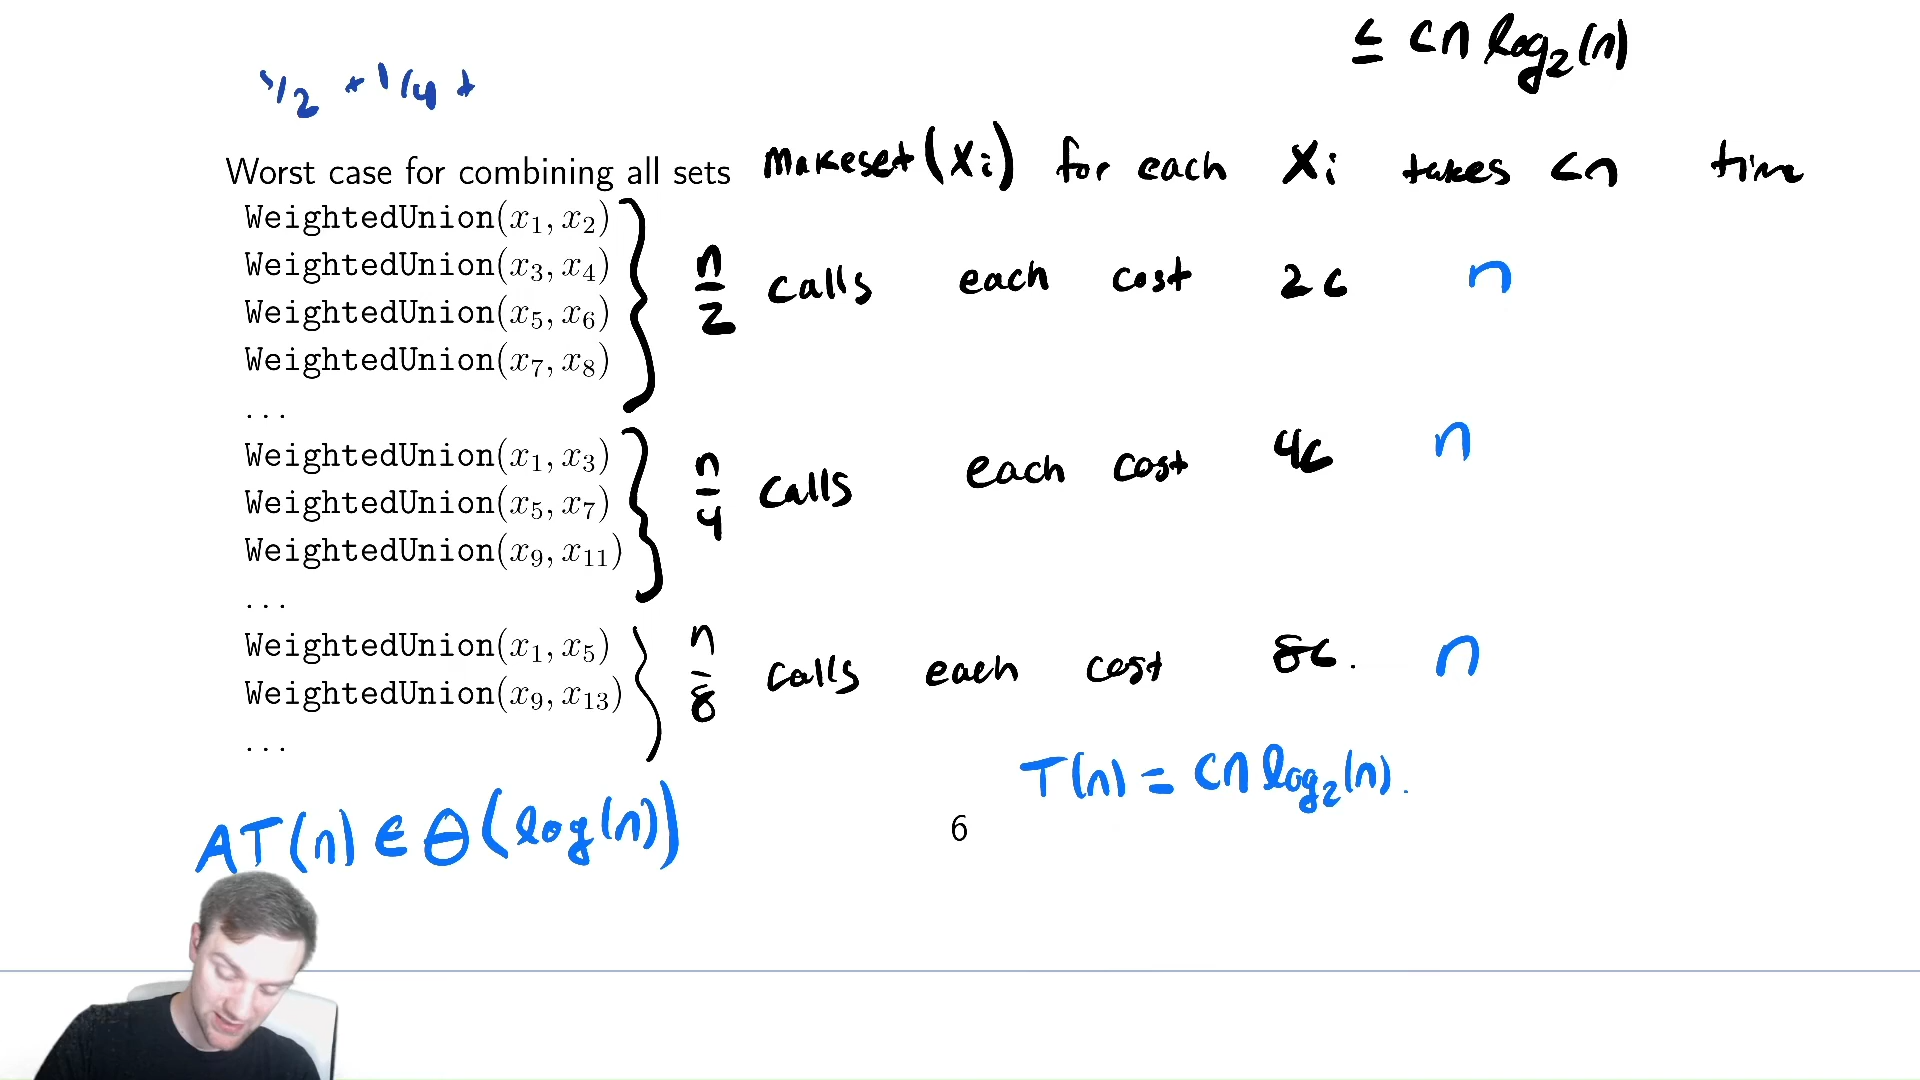 ≤ cn log₂(n)
1/2 + 1/4 +
Worst case for combining all sets Makeset(Xi) for each Xi takes cn time
WeightedUnion(x₁, x₂)
WeightedUnion(x₃, x₄)
n/2 calls each cost 2c n
WeightedUnion(x₅, x₆)
WeightedUnion(x₇, x₈)
...
WeightedUnion(x₁, x₃)
n/4 calls each cost 4c n
WeightedUnion(x₅, x₇)
WeightedUnion(x₉, x₁₁)
...
WeightedUnion(x₁, x₅)
n/8 calls each cost 8c. n
WeightedUnion(x₉, x₁₃)
...
T(n) = cn log₂(n).
AT(n) ∈ Θ(log(n))
6